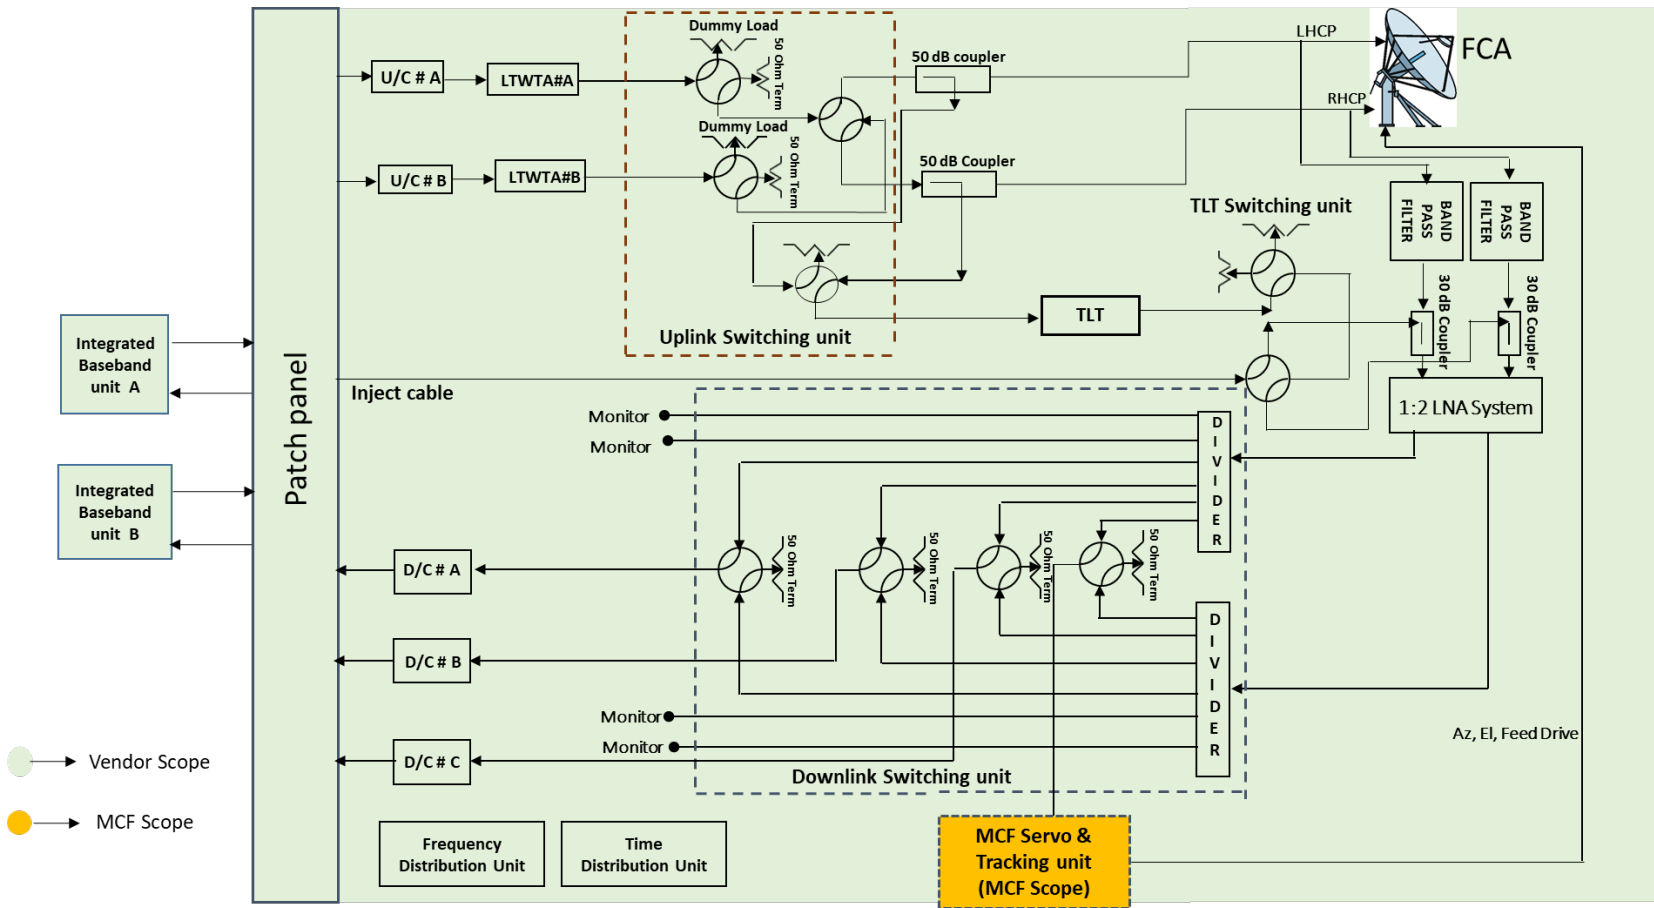 Dummy Load
50 Ohm Term
U/C # A
LTWTA#A
50 dB coupler
LHCP
FCA
RHCP
Dummy Load
50 Ohm Term
U/C # B
LTWTA#B
50 dB Coupler
TLT Switching unit
BAND
PASS
FILTER
BAND
PASS
FILTER
30 dB Coupler
30 dB Coupler
TLT
Uplink Switching unit
Integrated
Baseband
unit A
Patch panel
Inject cable
1:2 LNA System
Monitor
Monitor
DIVIDER
Integrated
Baseband
unit B
50 Ohm Term
50 Ohm Term
50 Ohm Term
50 Ohm Term
D/C # A
D/C # B
DIVIDER
Monitor
Monitor
Az, El, Feed Drive
D/C # C
Downlink Switching unit
Vendor Scope
MCF Scope
Frequency
Distribution Unit
Time
Distribution Unit
MCF Servo &
Tracking unit
(MCF Scope)